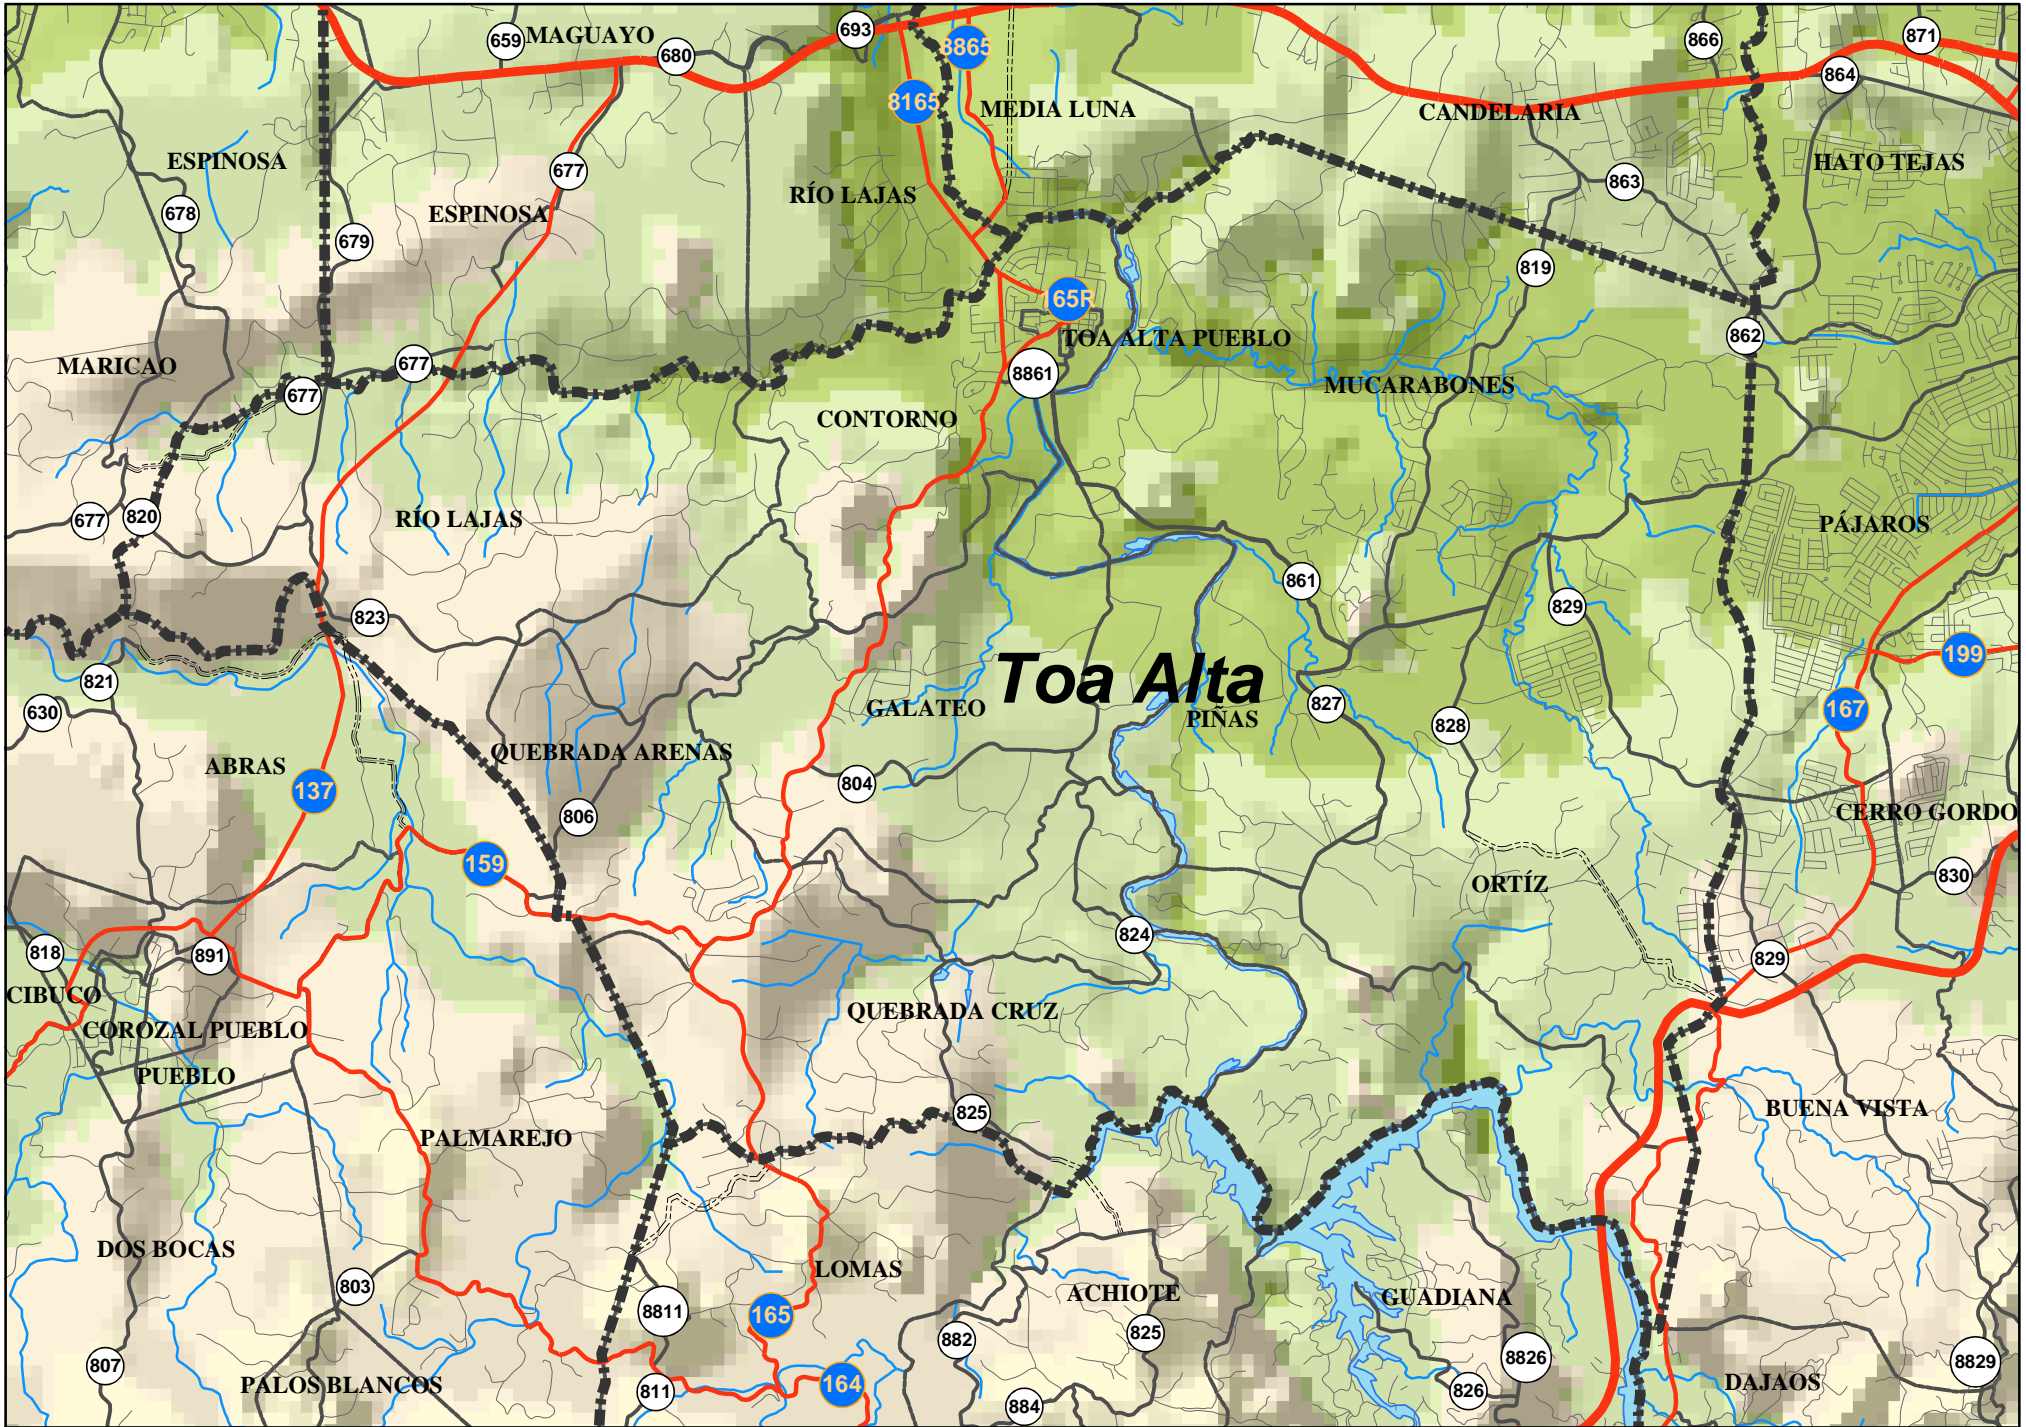 693
871
659
MAGUAYO
866
8865
680
864
8165
MEDIA LUNA
CANDELARIA
ESPINOSA
HATO TEJAS
677
863
RÍO LAJAS
678
ESPINOSA
679
819
165R
862
TOA ALTA PUEBLO
MARICAO
677
8861
MUCARABONES
677
CONTORNO
677
820
RÍO LAJAS
PÁJAROS
861
829
823
199
821
Toa Alta
630
GALATEO
PIÑAS
827
828
167
QUEBRADA ARENAS
ABRAS
137
804
806
CERRO GORDO
159
ORTÍZ
830
824
818
891
829
CIBUCO
QUEBRADA CRUZ
COROZAL PUEBLO
PUEBLO
825
BUENA VISTA
PALMAREJO
DOS BOCAS
LOMAS
803
ACHIOTE
GUADIANA
8811
165
882
825
8826
8829
807
PALOS BLANCOS
164
DAJAOS
811
826
884